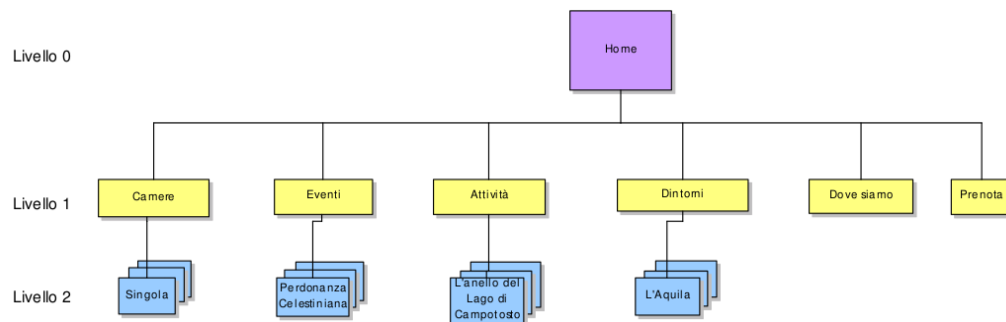 Livello 0
Home
Livello 1
Camere
Eventi
Attività
Dintorni
Dove siamo
Prenota
Livello 2
Singola
Perdonanza
Celestiniana
L'anello del
Lago di
Campotosto
L'Aquila